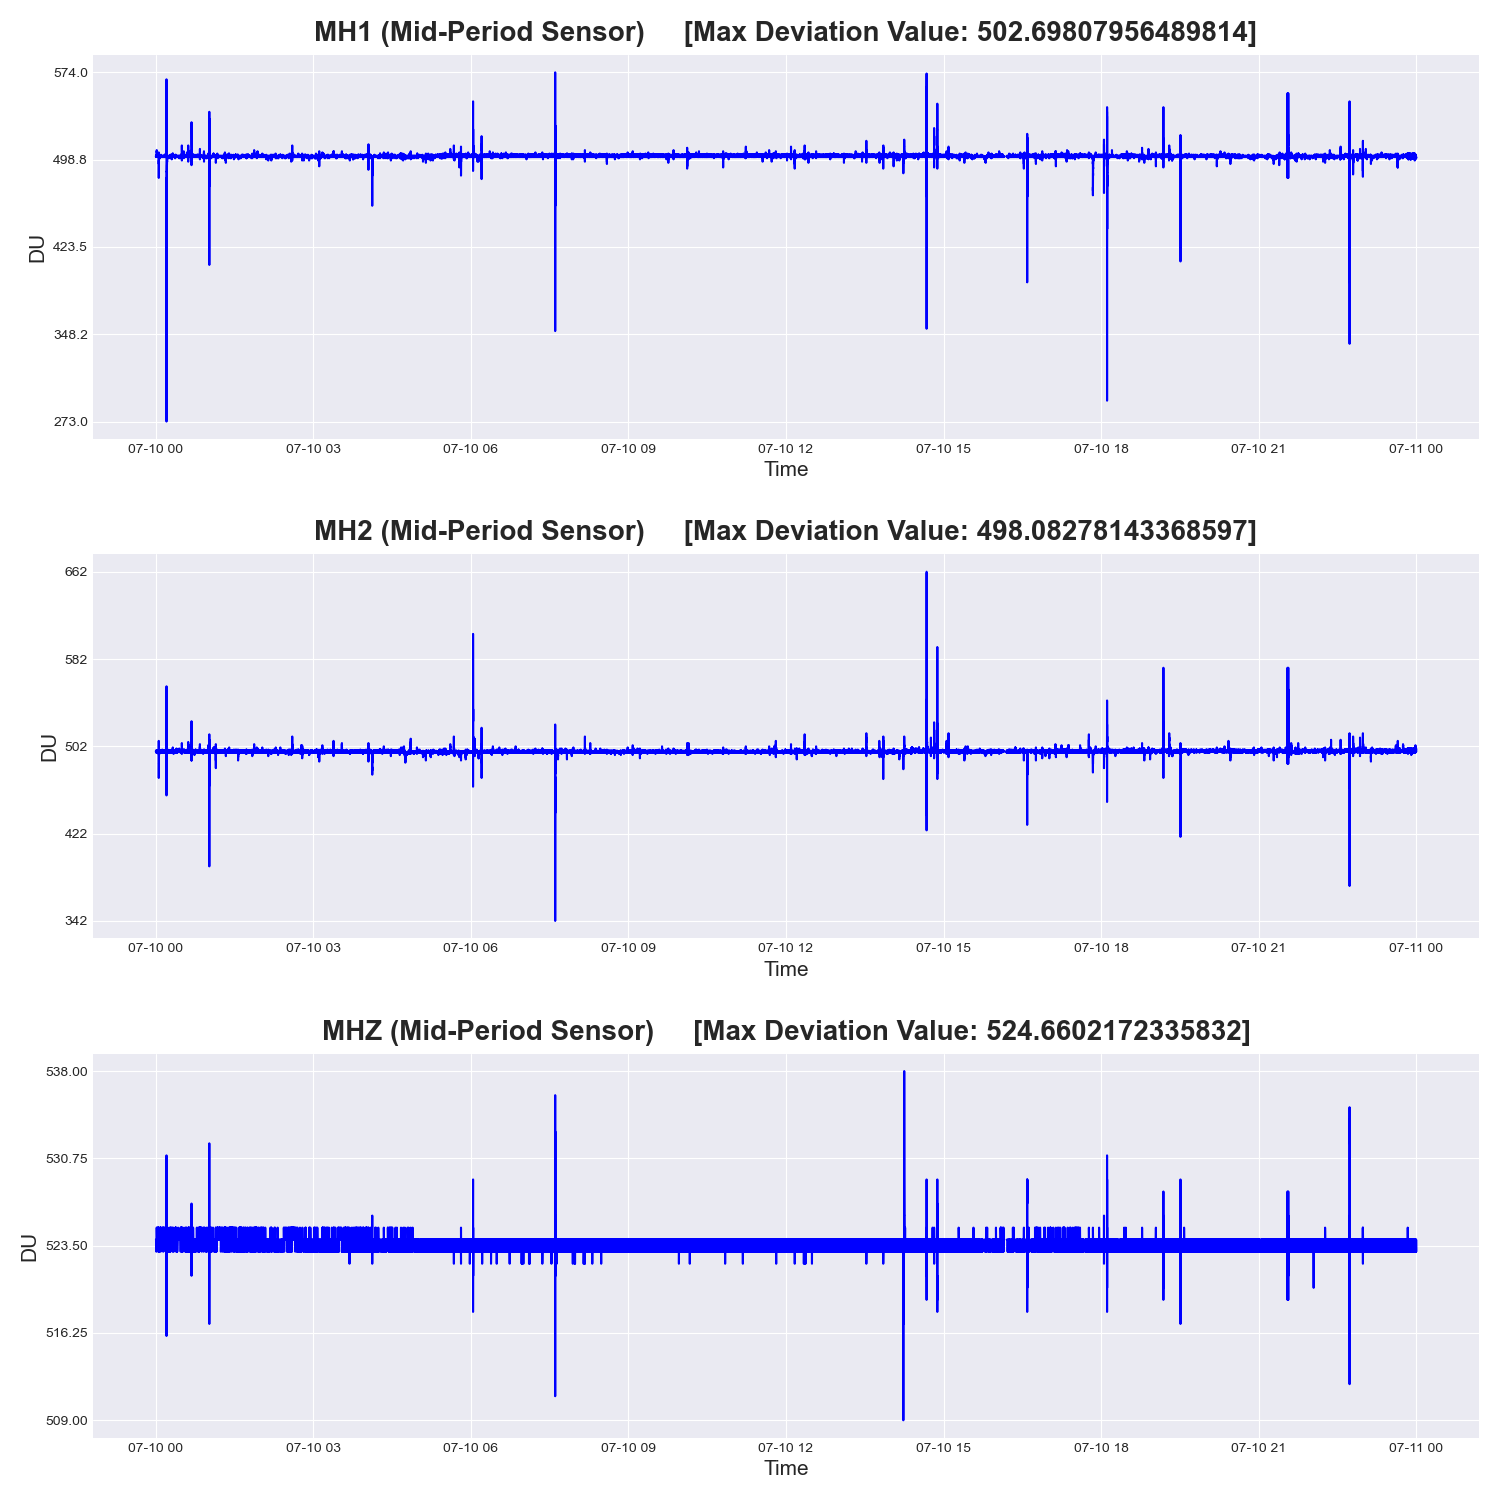 MH1 (Mid-Period Sensor)     [Max Deviation Value: 502.69807956489814]
574.0
498.8
423.5
348.2
273.0
DU
07-10 00 07-10 03 07-10 06 07-10 09 07-10 12 07-10 15 07-10 18 07-10 21 07-11 00
Time
MH2 (Mid-Period Sensor)     [Max Deviation Value: 498.08278143368597]
662
582
502
422
342
DU
07-10 00 07-10 03 07-10 06 07-10 09 07-10 12 07-10 15 07-10 18 07-10 21 07-11 00
Time
MHZ (Mid-Period Sensor)     [Max Deviation Value: 524.6602172335832]
538.00
530.75
523.50
516.25
509.00
DU
07-10 00 07-10 03 07-10 06 07-10 09 07-10 12 07-10 15 07-10 18 07-10 21 07-11 00
Time